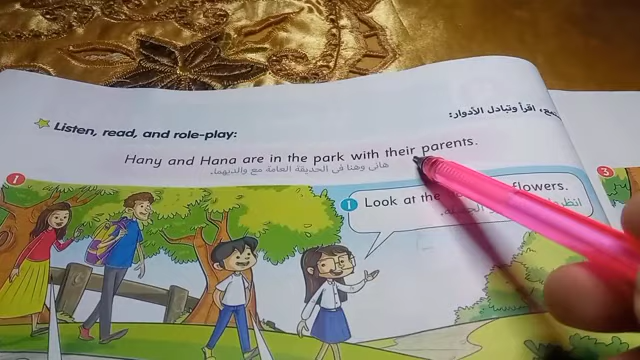 اقرأ وتبادل الأدوار:
Listen, read, and role-play:
Hany and Hana are in the park with their parents.
هاني وهنا في الحديقة العامة مع والديهما.
1
1
Look at the flowers.
3